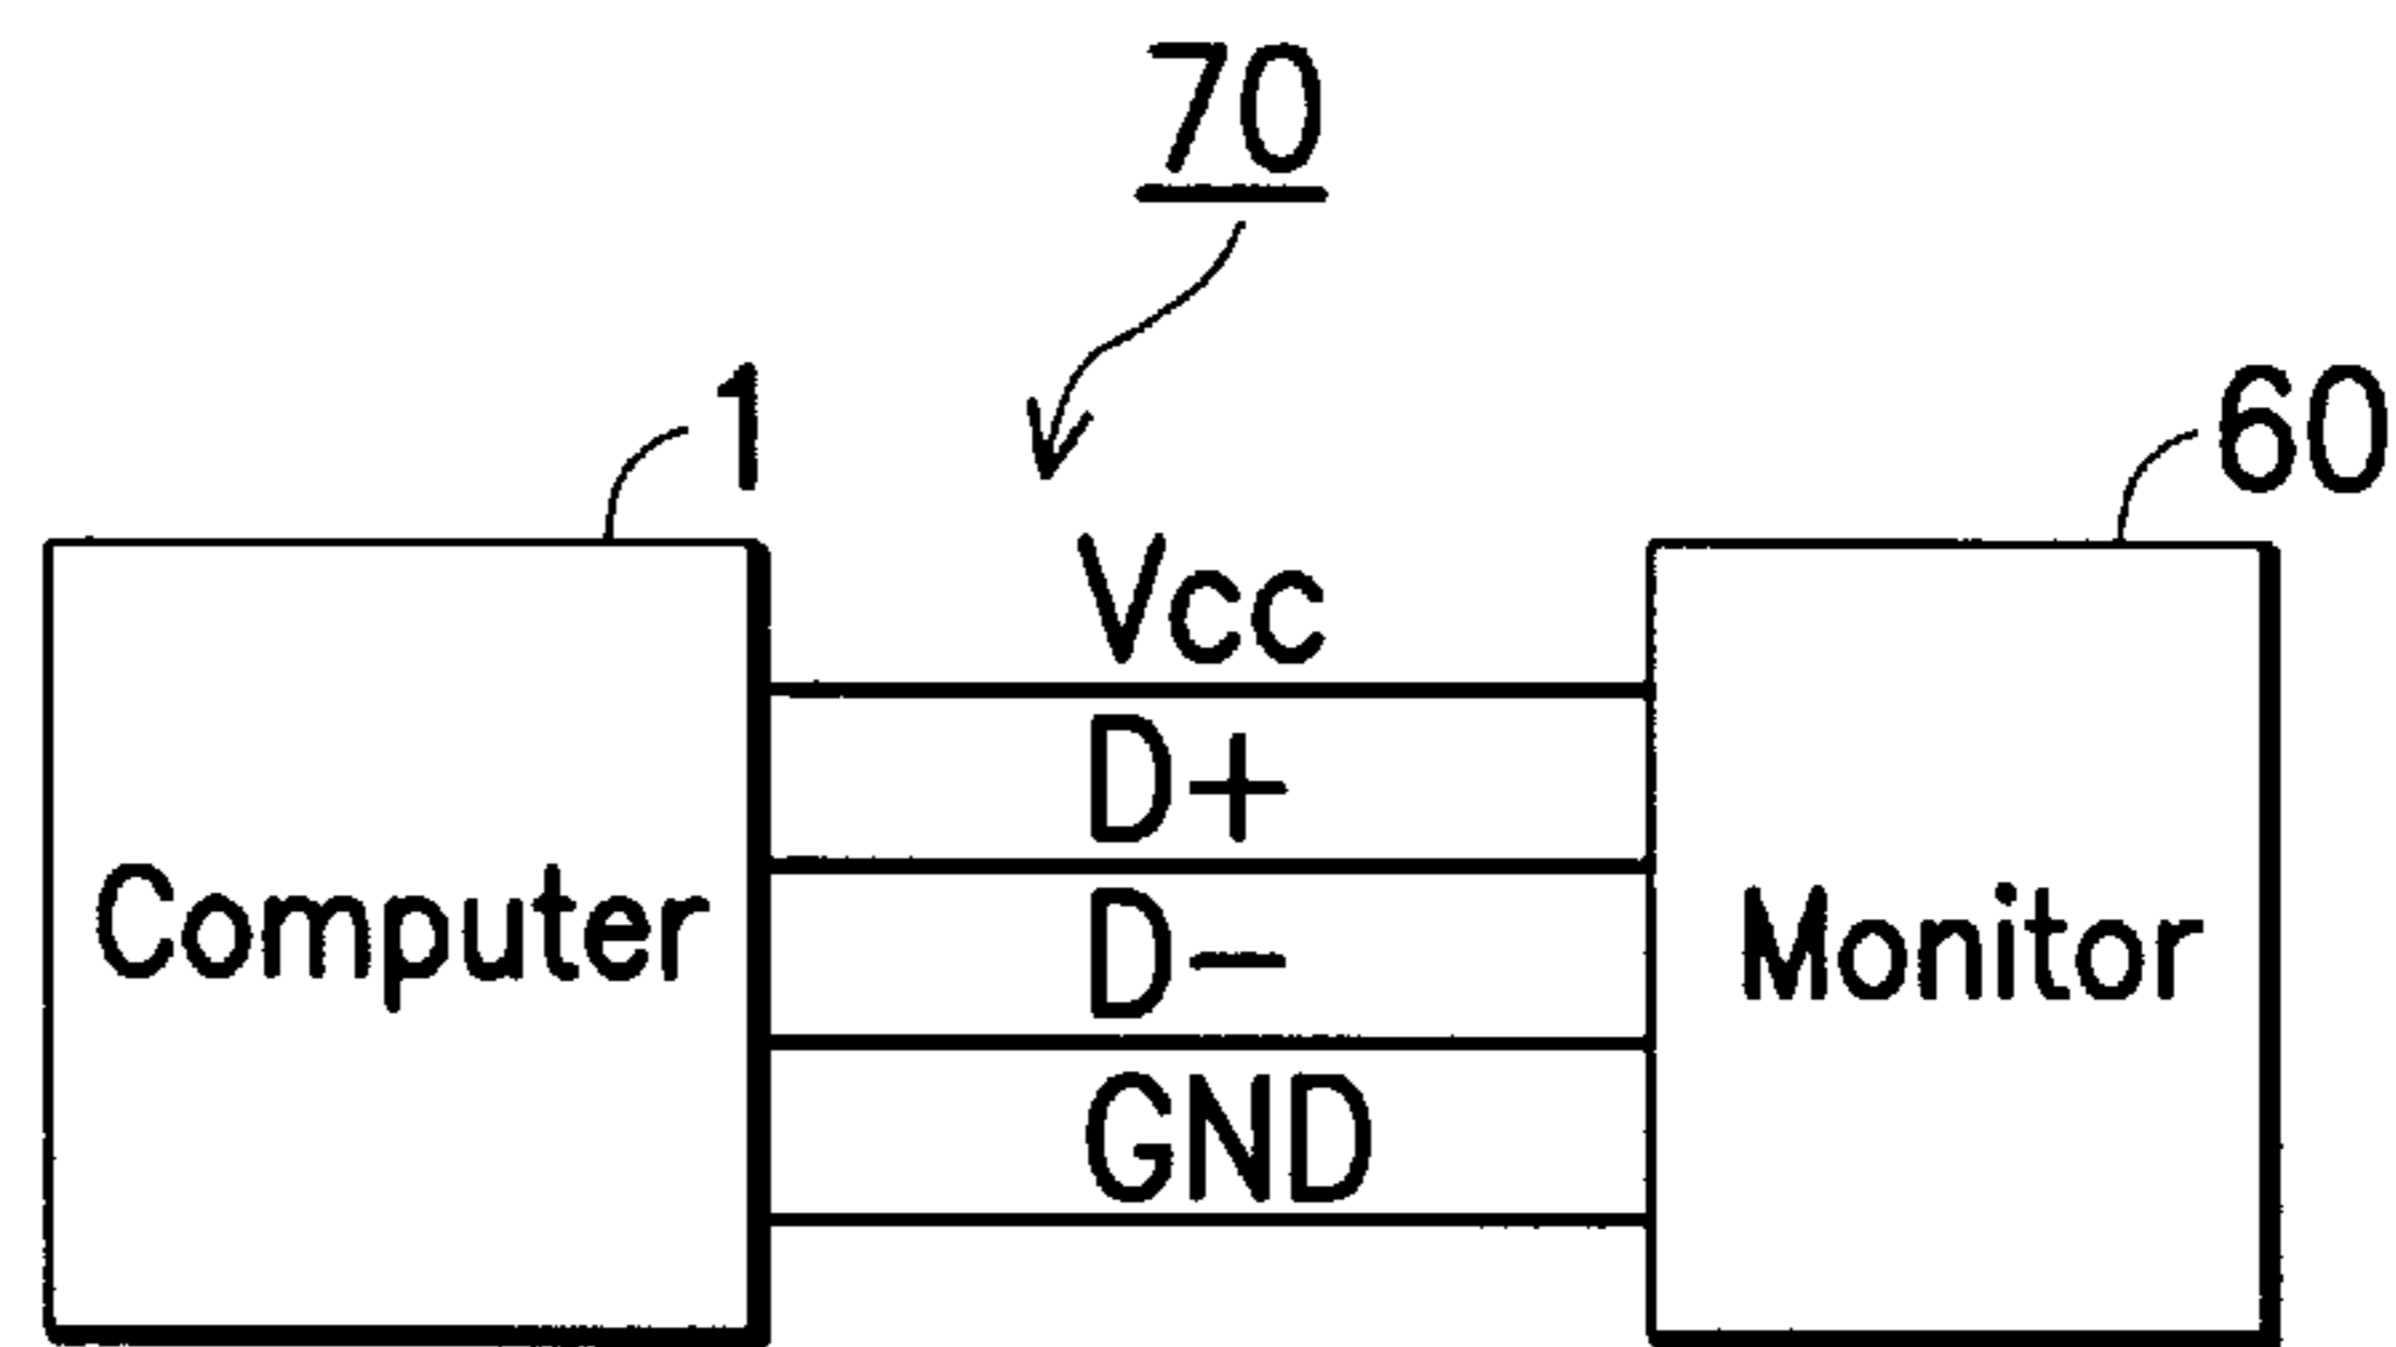 70
1
60
Vcc
D+
D-
GND
Computer
Monitor